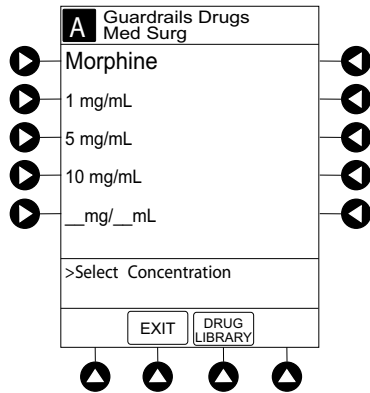 A
Guardrails Drugs
Med Surg
Morphine
1 mg/mL
5 mg/mL
10 mg/mL
__mg/__mL
>Select Concentration
EXIT
DRUG
LIBRARY